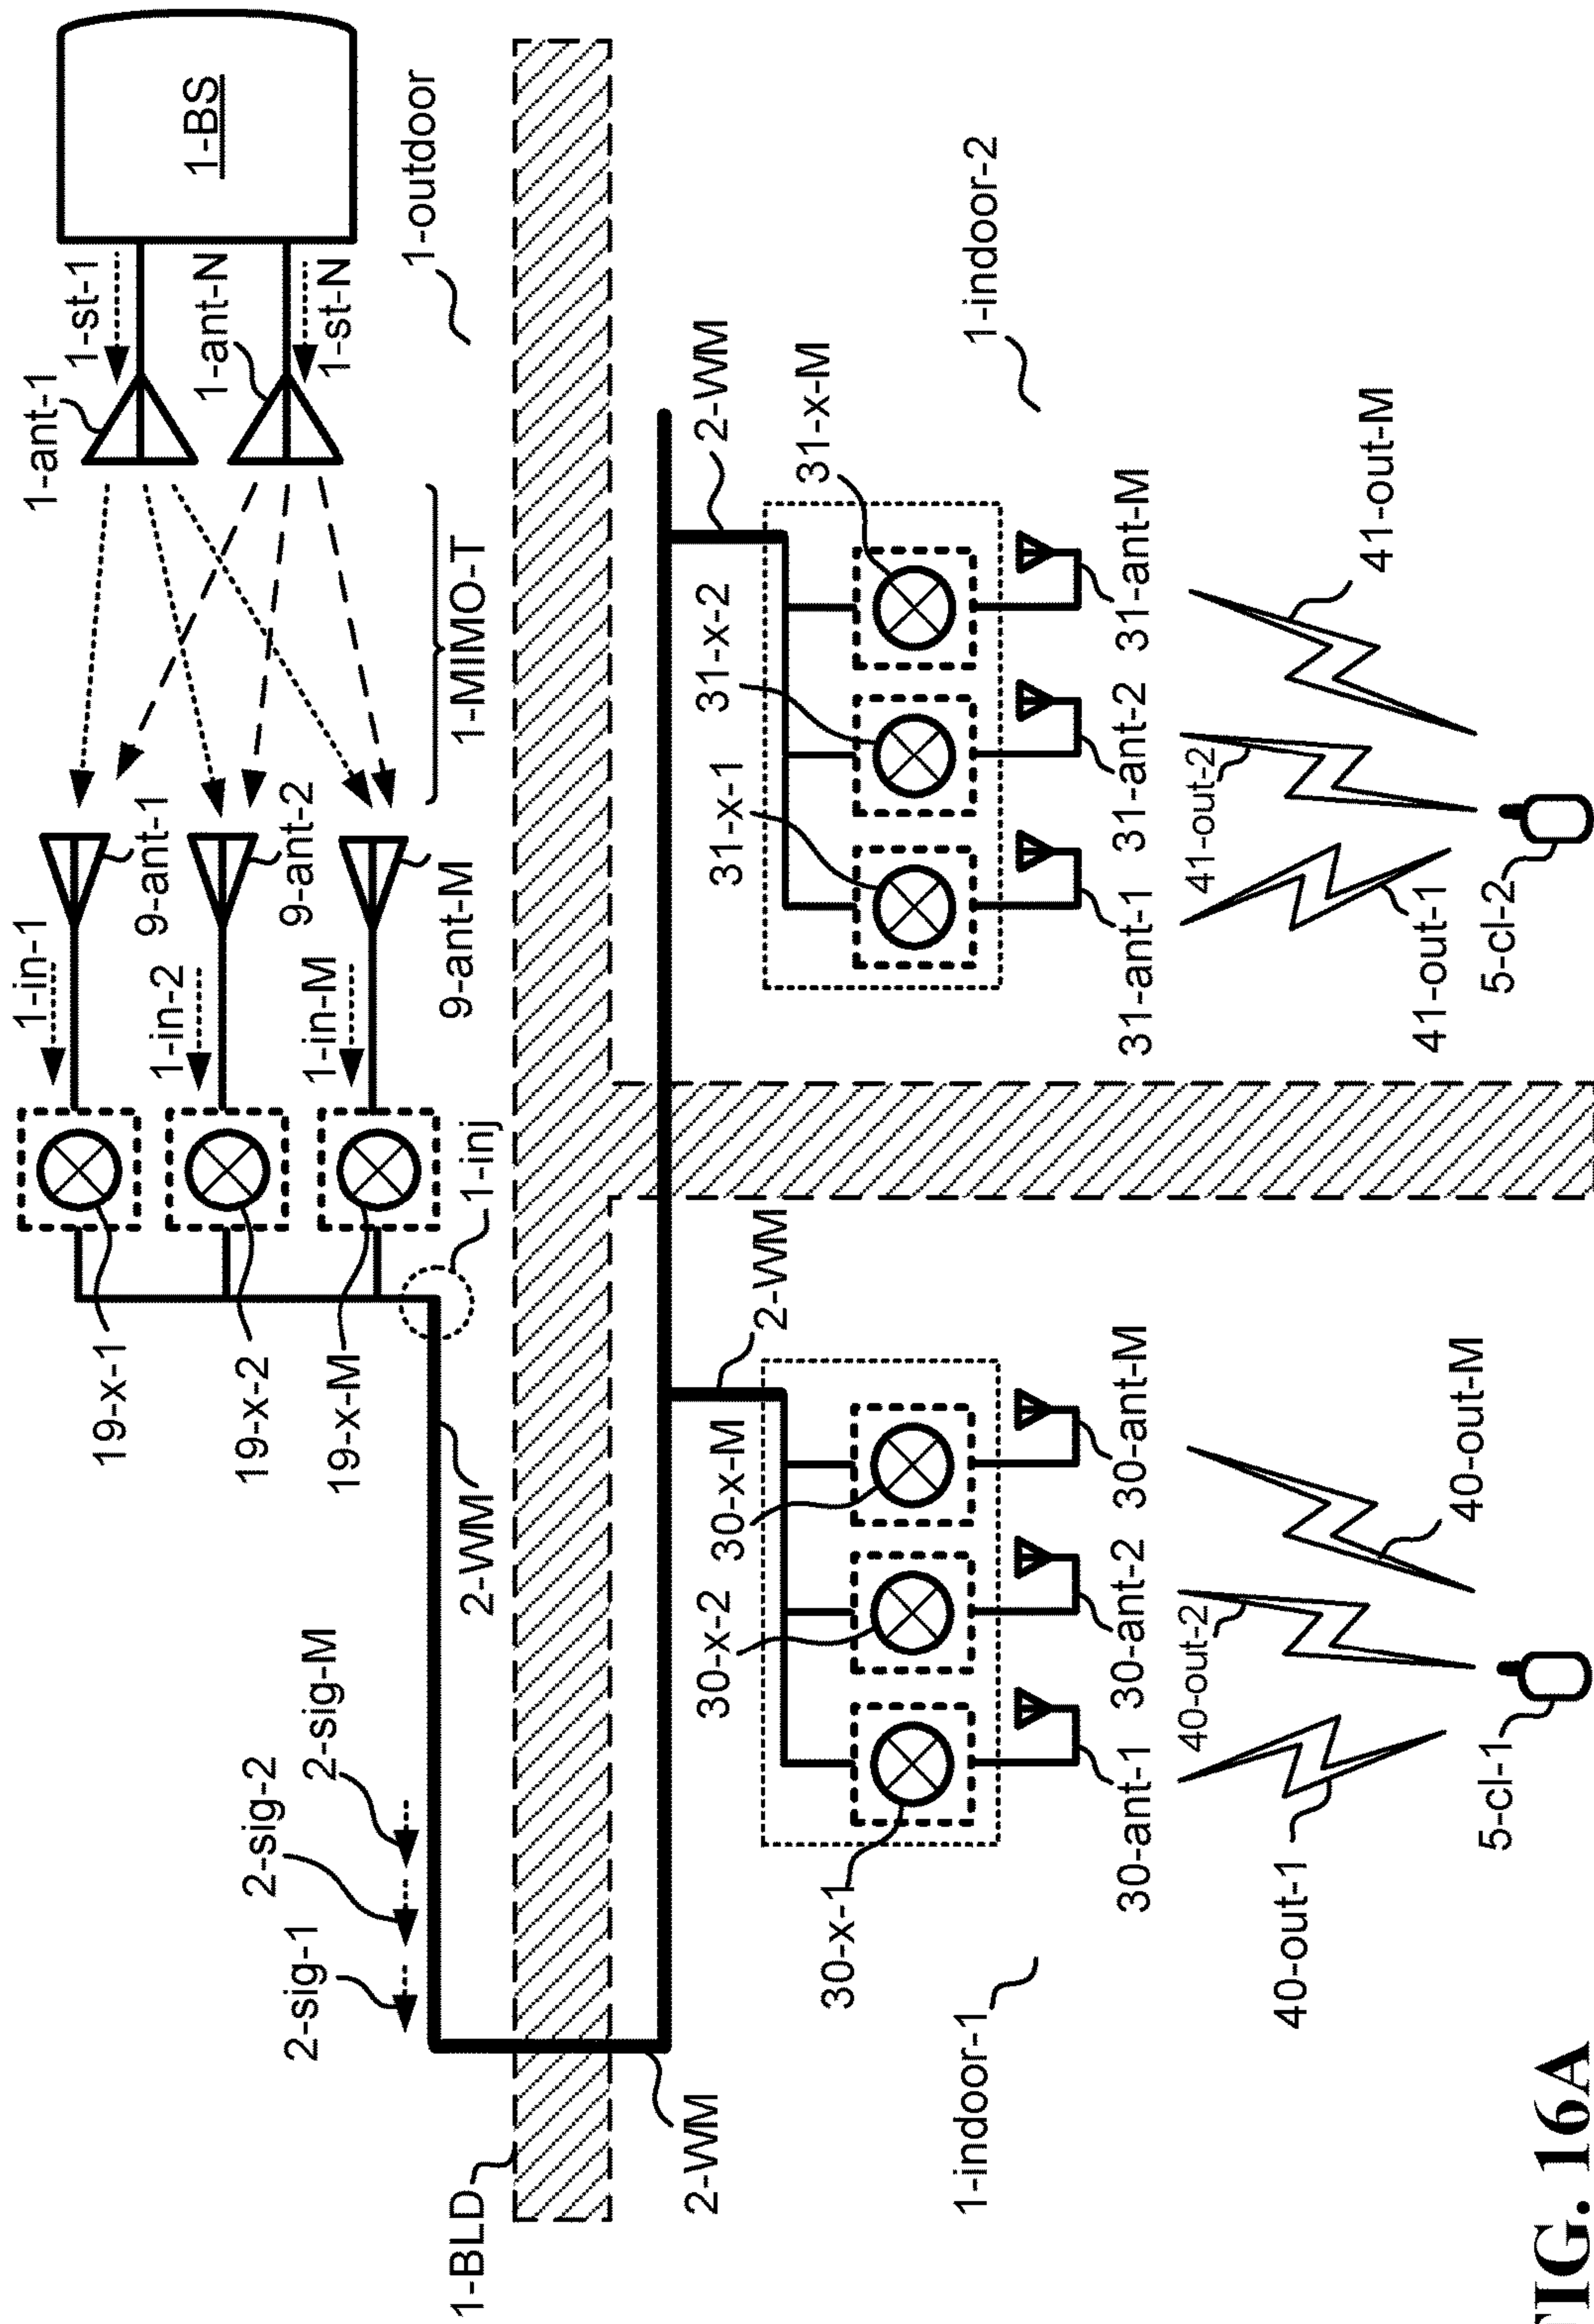 1-BS
1-st-1
1-ant-1
1-ant-N
1-st-N
1-outdoor
1-MIMO-T
9-ant-1
9-ant-2
9-ant-M
1-in-1
1-in-2
1-in-M
19-x-1
19-x-2
19-x-M
1-inj
2-WM
2-sig-M
2-sig-2
2-sig-1
1-BLD
2-WM
1-indoor-1
2-WM
30-x-M
30-x-2
30-x-1
30-ant-1
30-ant-2
30-ant-M
40-out-1
40-out-2
40-out-M
5-cl-1
1-indoor-2
2-WM
31-x-M
31-x-2
31-x-1
31-ant-1
31-ant-2
31-ant-M
41-out-1
41-out-2
41-out-M
5-cl-2
FIG. 16A